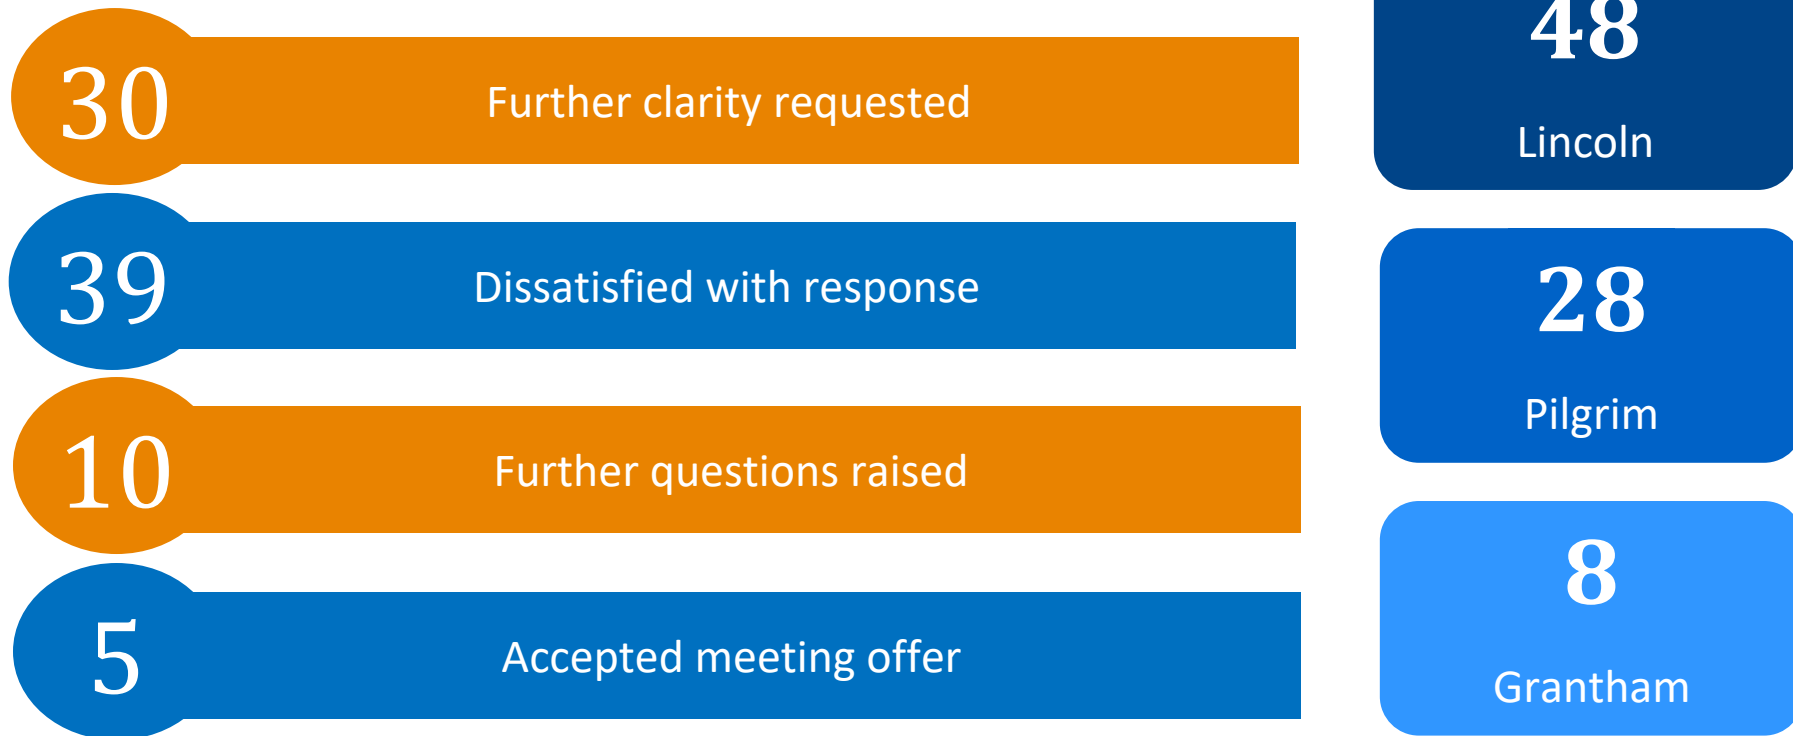 30
Further clarity requested
39
Dissatisfied with response
10
Further questions raised
5
Accepted meeting offer
48
Lincoln
28
Pilgrim
8
Grantham